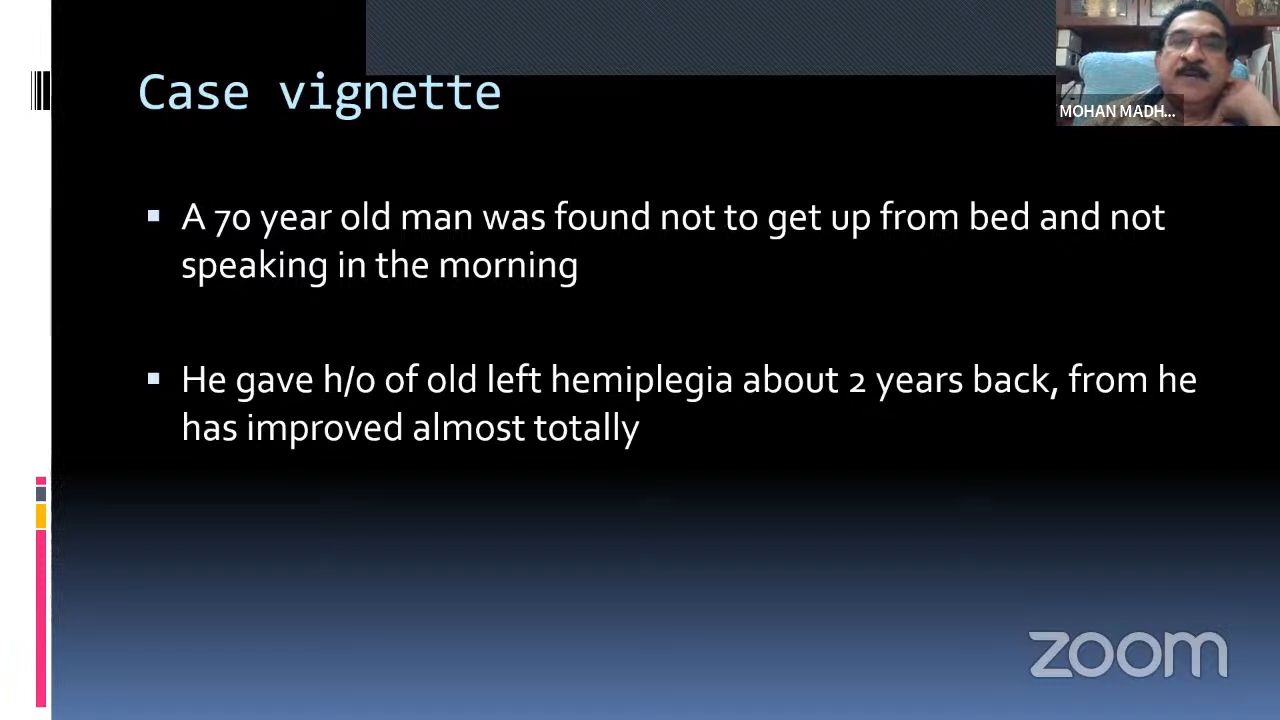 Case vignette
MOHAN MADH...
A 70 year old man was found not to get up from bed and not
speaking in the morning
He gave h/o of old left hemiplegia about 2 years back, from he
has improved almost totally
zoom